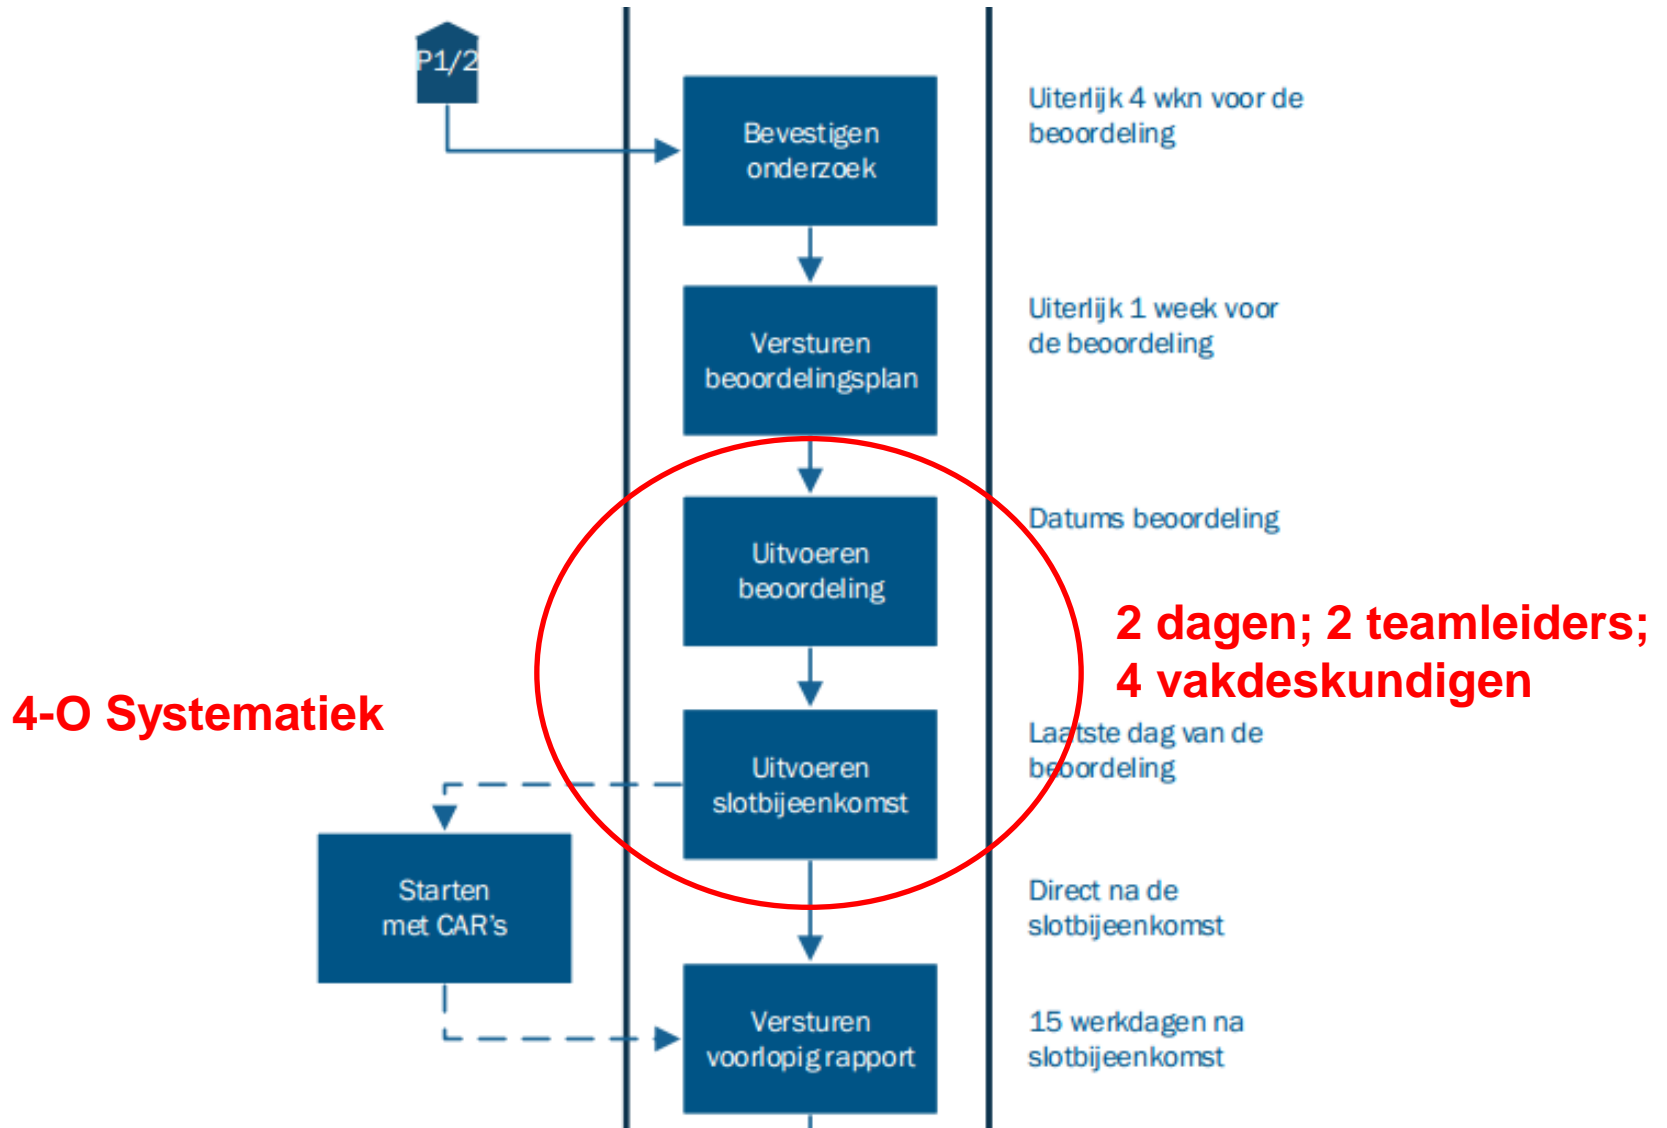 P1/2
Bevestigen
onderzoek
Uiterlijk 4 wkn voor de
beoordeling
Versturen
beoordelingsplan
Uiterlijk 1 week voor
de beoordeling
Uitvoeren
beoordeling
Datums beoordeling
2 dagen; 2 teamleiders;
4 vakdeskundigen
4-O Systematiek
Uitvoeren
slotbijeenkomst
Laatste dag van de
beoordeling
Starten
met CAR's
Direct na de
slotbijeenkomst
Versturen
voorlopig rapport
15 werkdagen na
slotbijeenkomst